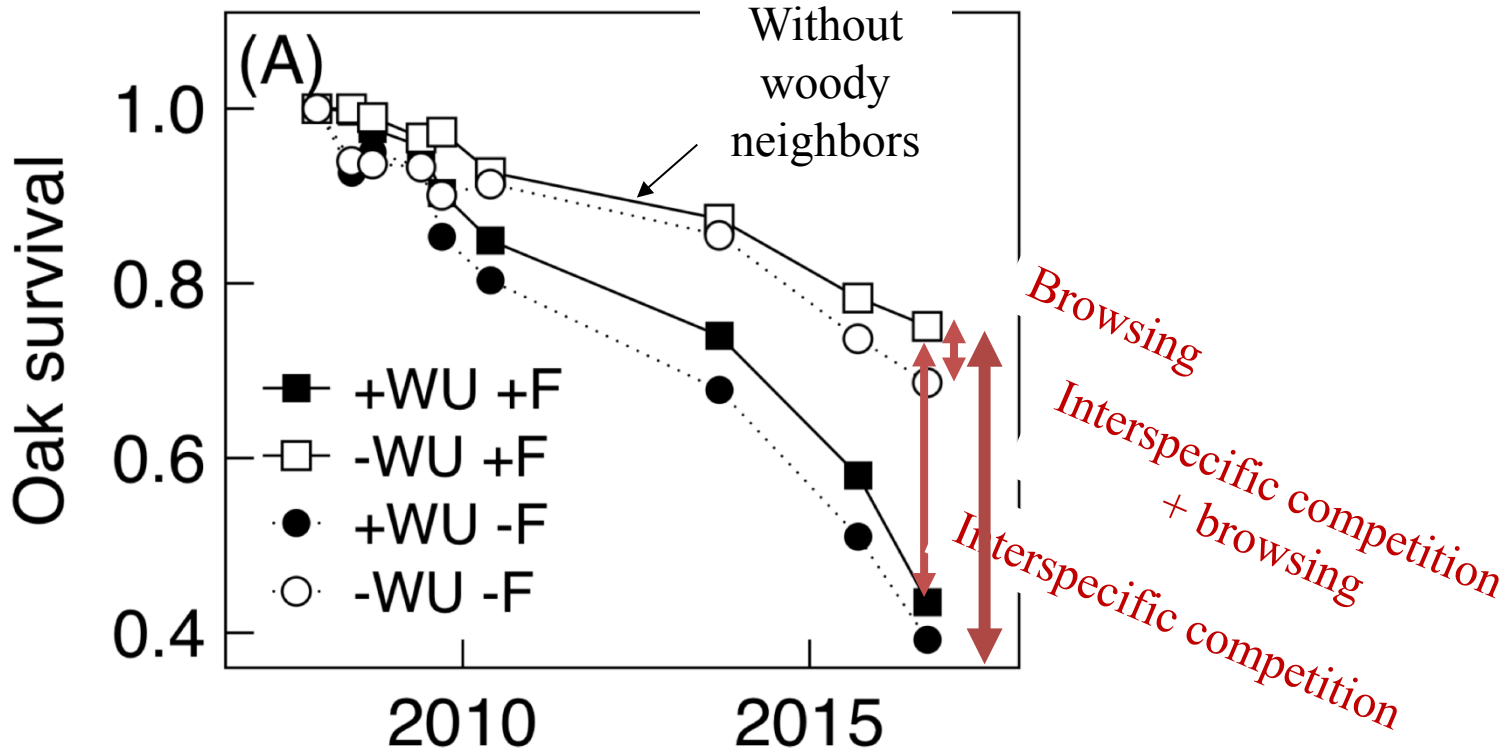 (A)
Without
woody
neighbors
1.0
0.8
0.6
0.4
Oak survival
+WU +F
-WU +F
+WU -F
-WU -F
2010
2015
Browsing
Interspecific competition
+ browsing
Interspecific competition